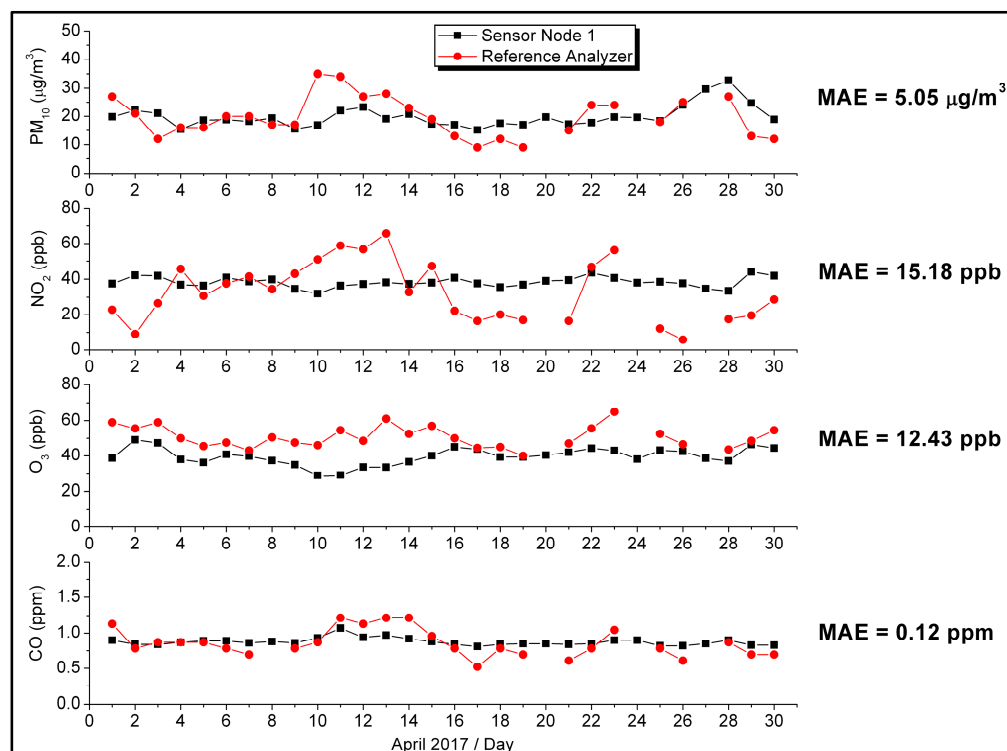 Sensor Node 1
Reference Analyzer
50
40
30
20
10
0
PM10 (μg/m³)
0 2 4 6 8 10 12 14 16 18 20 22 24 26 28 30
MAE = 5.05 μg/m³
80
60
40
20
0
NO2 (ppb)
0 2 4 6 8 10 12 14 16 18 20 22 24 26 28 30
MAE = 15.18 ppb
80
60
40
20
0
O3 (ppb)
0 2 4 6 8 10 12 14 16 18 20 22 24 26 28 30
MAE = 12.43 ppb
2.0
1.5
1.0
0.5
0.0
CO (ppm)
0 2 4 6 8 10 12 14 16 18 20 22 24 26 28 30
MAE = 0.12 ppm
April 2017 / Day